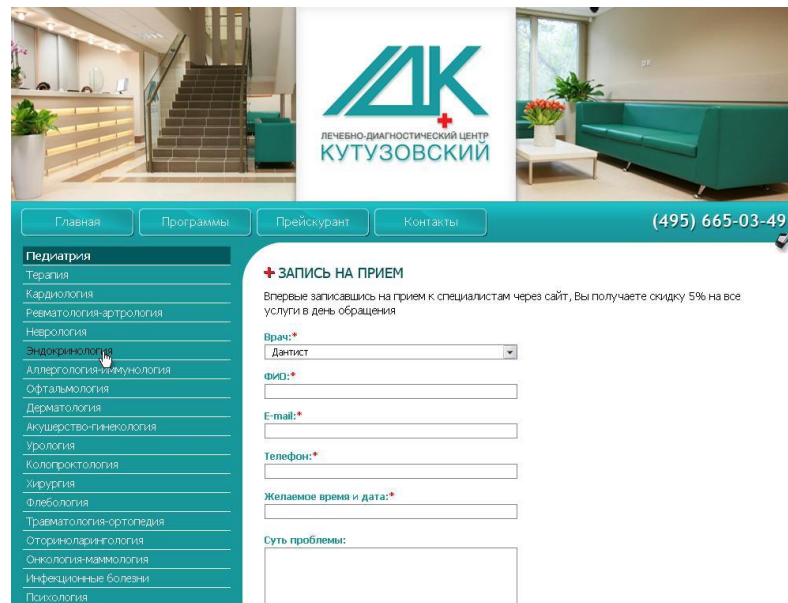 ЛДК
ЛЕЧЕБНО-ДИАГНОСТИЧЕСКИЙ ЦЕНТР
КУТУЗОВСКИЙ
Главная
Программы
Прейскурант
Контакты
(495) 665-03-49
Педиатрия
Терапия
Кардиология
Ревматология-артрология
Неврология
Эндокринология
Аллергология-иммунология
Офтальмология
Дерматология
Акушерство-гинекология
Урология
Колопроктология
Хирургия
Флебология
Травматология-ортопедия
Оториноларингология
Онкология-маммология
Инфекционные болезни
Психология
ЗАПИСЬ НА ПРИЕМ
Впервые записавшись на прием к специалистам через сайт, Вы получаете скидку 5% на все
услуги в день обращения
Врач:*
Дантист
ФИО:*
E-mail:*
Телефон:*
Желаемое время и дата:*
Суть проблемы: